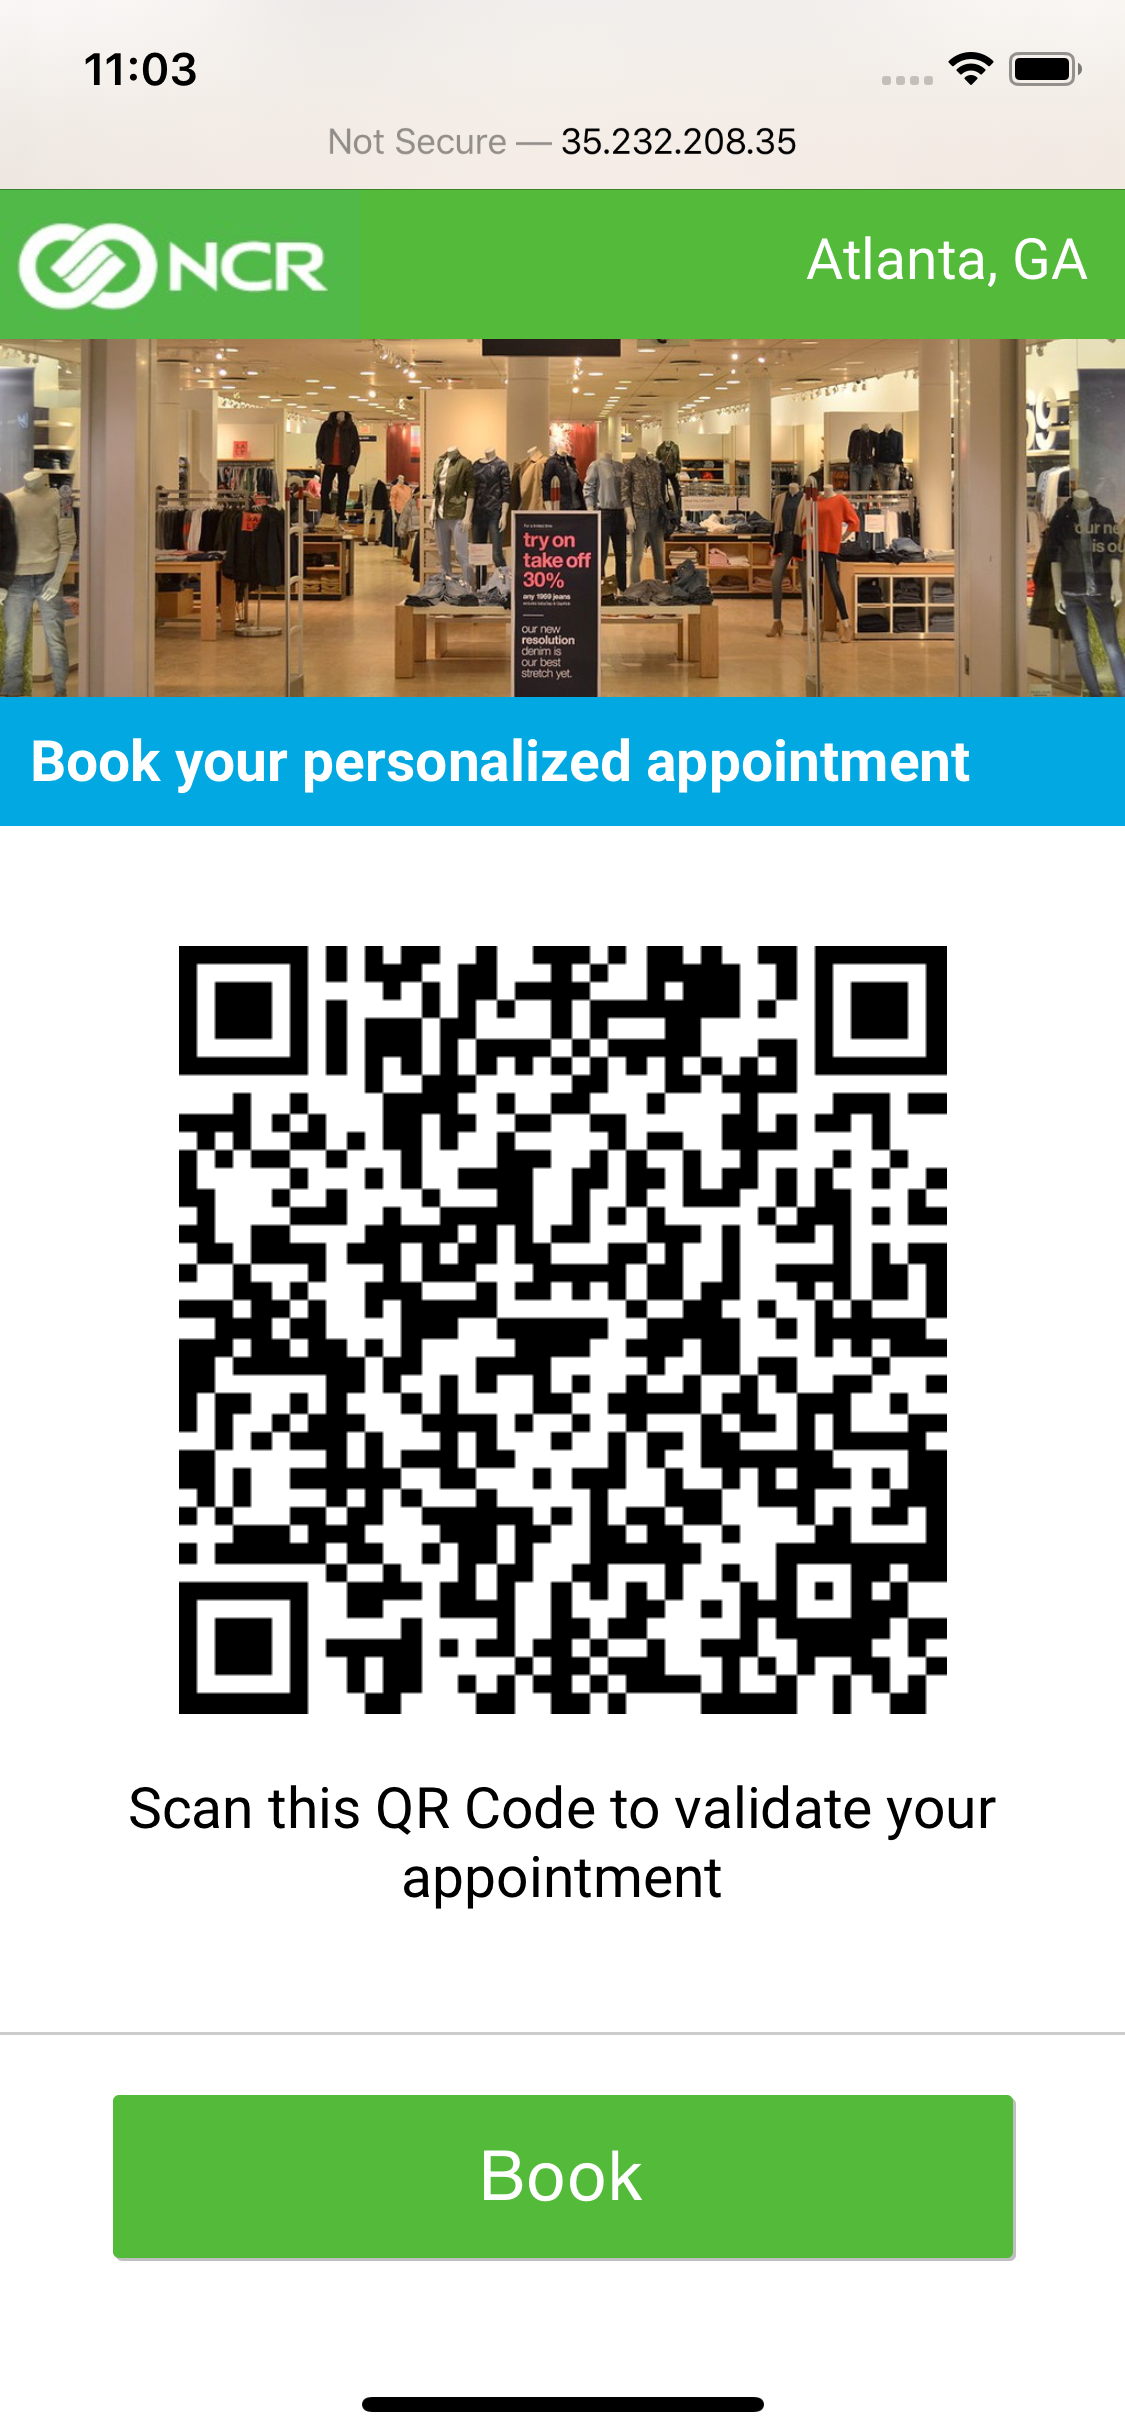 11:03
Not Secure — 35.232.208.35
NCR
Atlanta, GA
try on
take off
30%
any 1969 jeans
our new
resolution
denim is
our best
stretch yet.
Book your personalized appointment
Scan this QR Code to validate your
appointment
Book